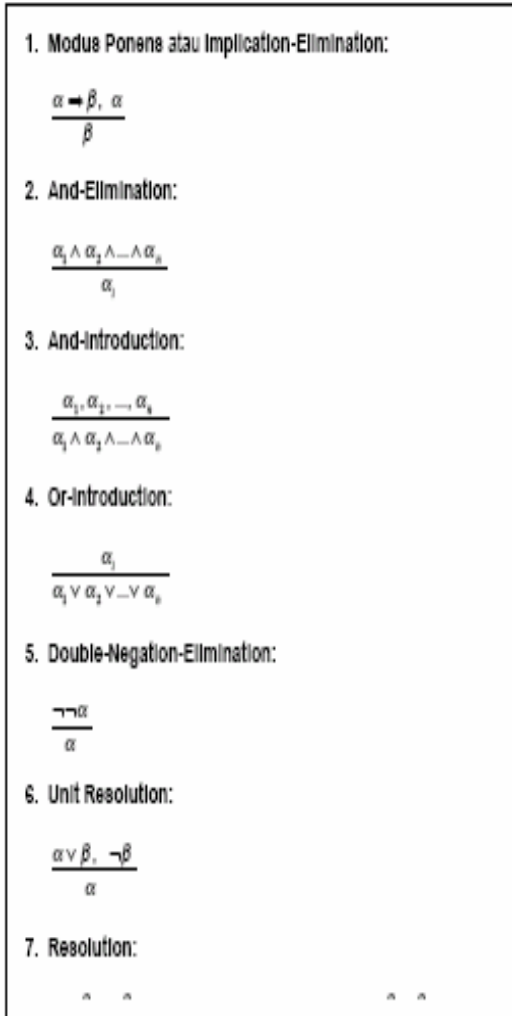 1. Modus Ponens atau Implication-Elimination:
α ⇒ β, α
β
2. And-Elimination:
α₁ ∧ α₂ ∧ ... ∧ αₙ
αᵢ
3. And-Introduction:
α₁, α₂, ..., αₙ
α₁ ∧ α₂ ∧ ... ∧ αₙ
4. Or-Introduction:
αᵢ
α₁ ∨ α₂ ∨ ... ∨ αₙ
5. Double-Negation-Elimination:
¬¬α
α
6. Unit Resolution:
α ∨ β, ¬β
α
7. Resolution: